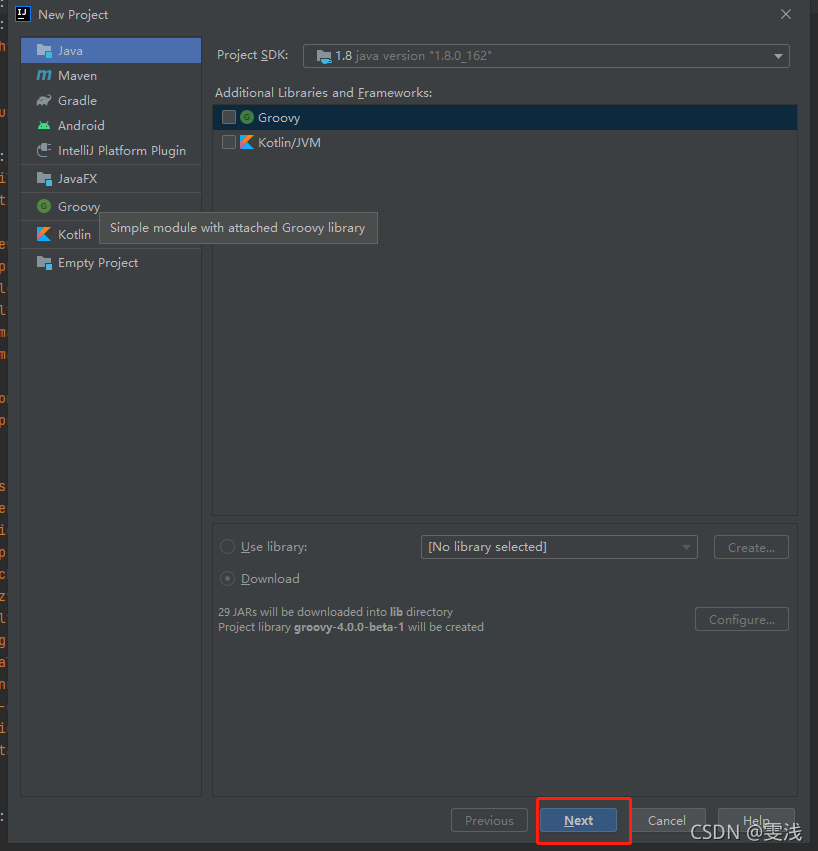 New Project
Java
Maven
Gradle
Android
IntelliJ Platform Plugin
JavaFX
Groovy
Kotlin
Empty Project
Simple module with attached Groovy library
Project SDK: 1.8 java version "1.8.0_162"
Additional Libraries and Frameworks:
Groovy
Kotlin/JVM
Use library: [No library selected] Create...
Download
29 JARs will be downloaded into lib directory
Project library groovy-4.0.0-beta-1 will be created
Configure...
Previous Next Cancel Help
CSDN @雯浅